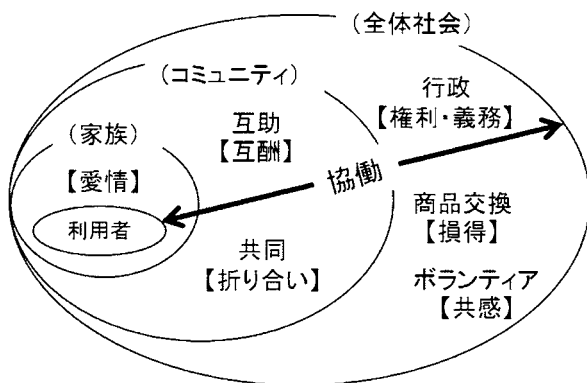 (全体社会)
(コミュニティ)
行政
【権利・義務】
互助
【互酬】
(家族)
【愛情】
協働
利用者
商品交換
【損得】
共同
【折り合い】
ボランティア
【共感】